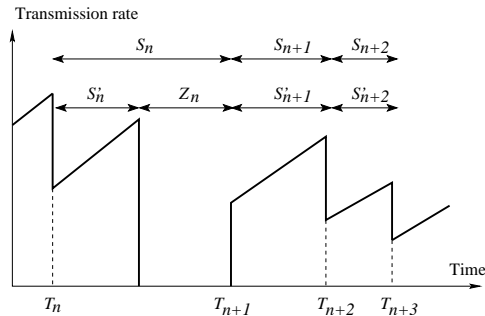 Transmission rate
Sn Sn+1 Sn+2
S'n Zn S'n+1 S'n+2
Time
Tn Tn+1 Tn+2 Tn+3